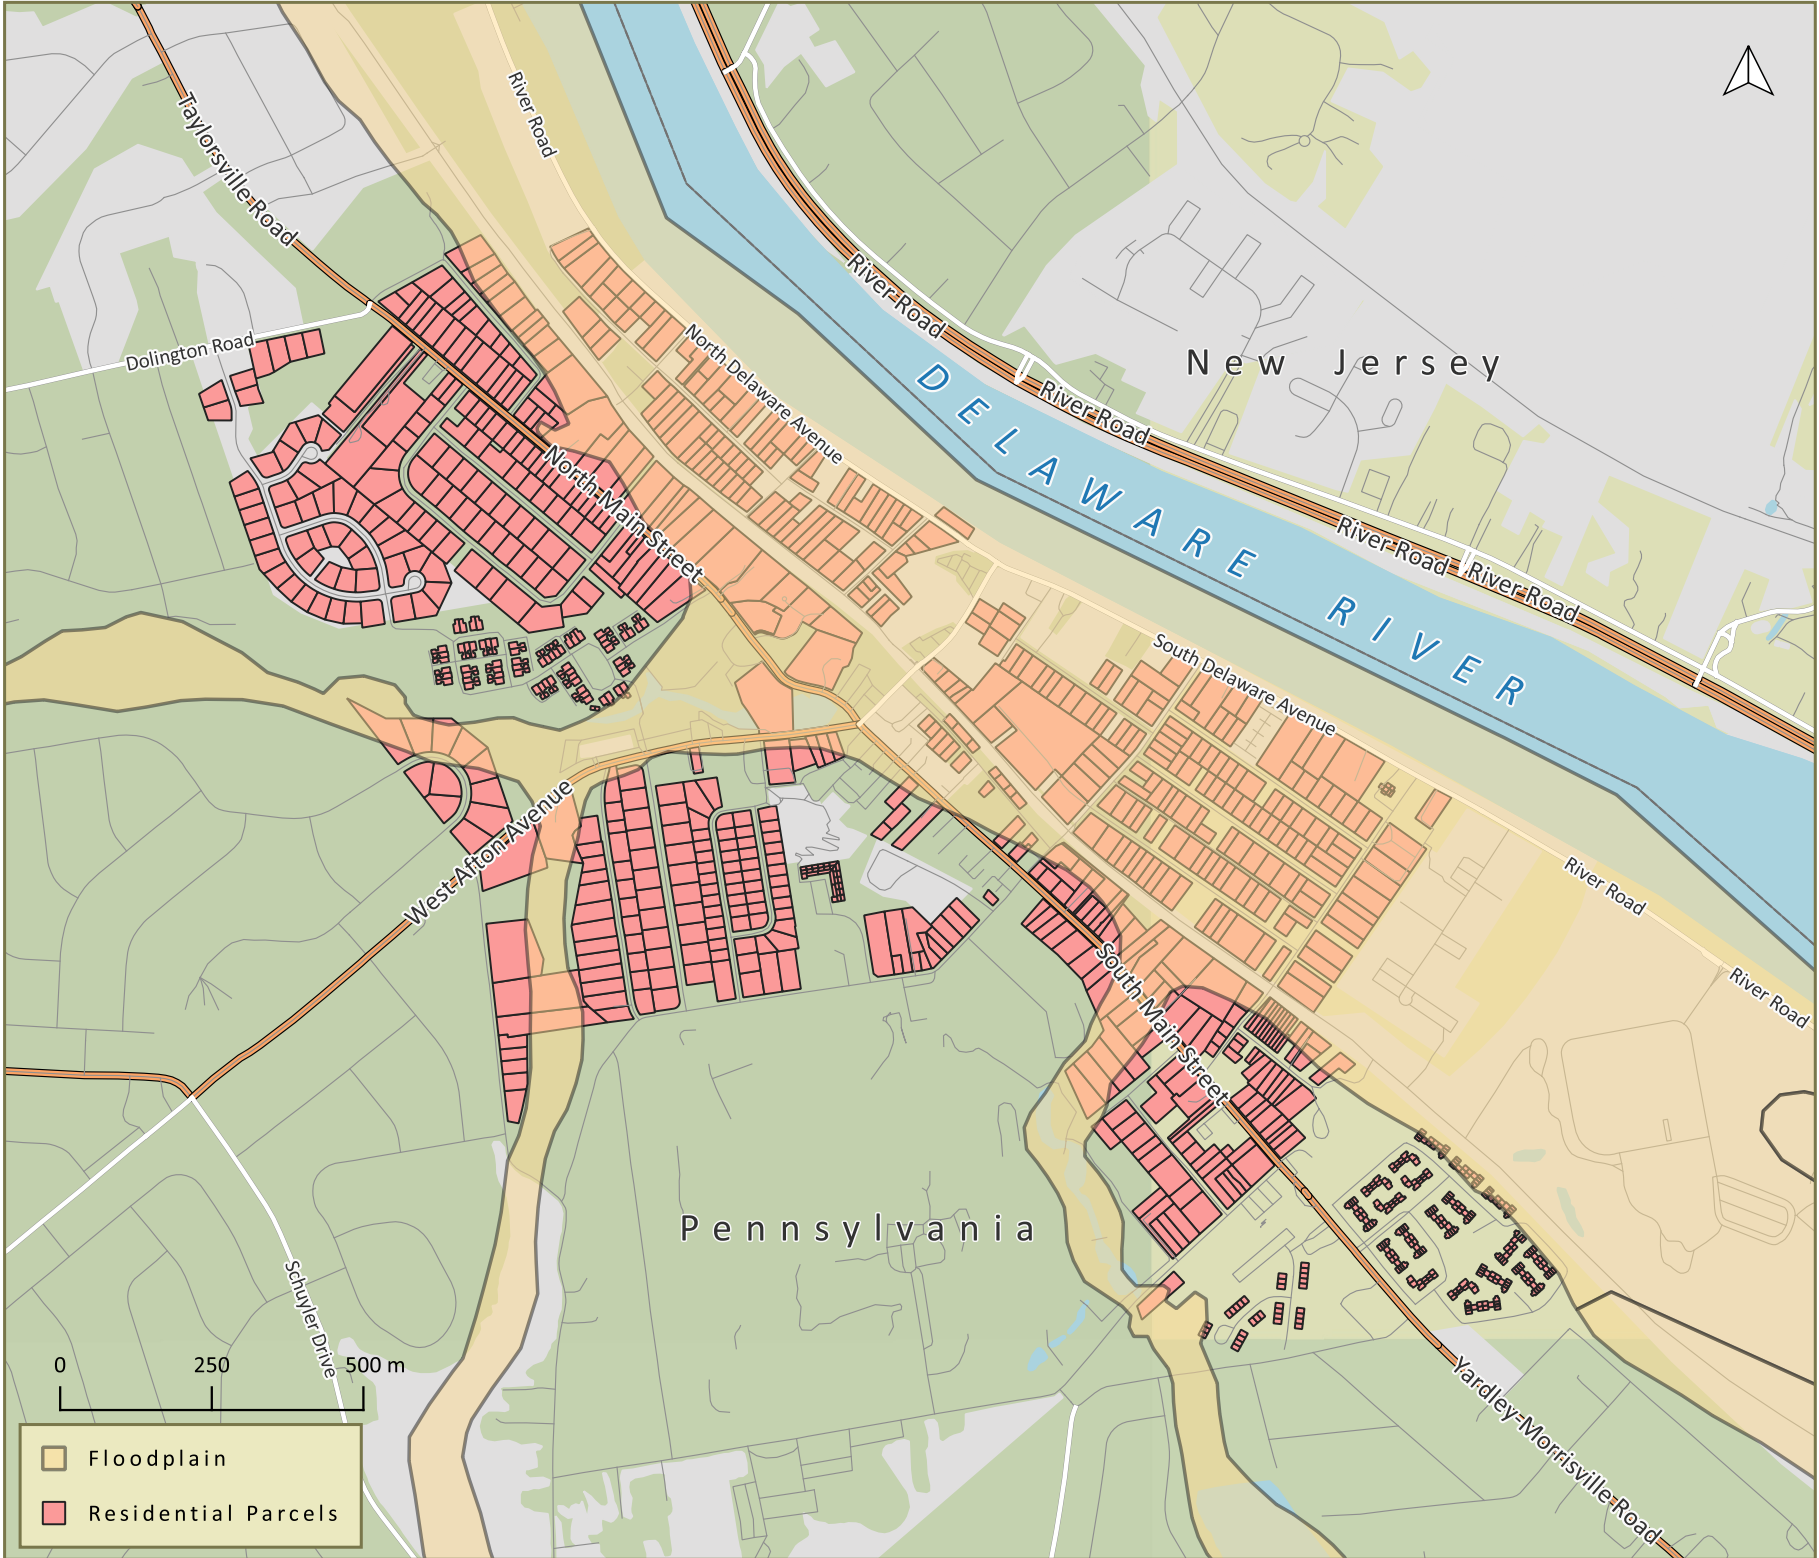 River Road
Taylorsville Road
River Road
Dolington Road
North Delaware Avenue
New Jersey
DELAWARE RIVER
River Road
North Main Street
River Road
River Road
South Delaware Avenue
West Afton Avenue
River Road
South Main Street
River Road
Pennsylvania
Schuyler Drive
0 250 500 m
Yardley-Morrisville Road
Floodplain
Residential Parcels